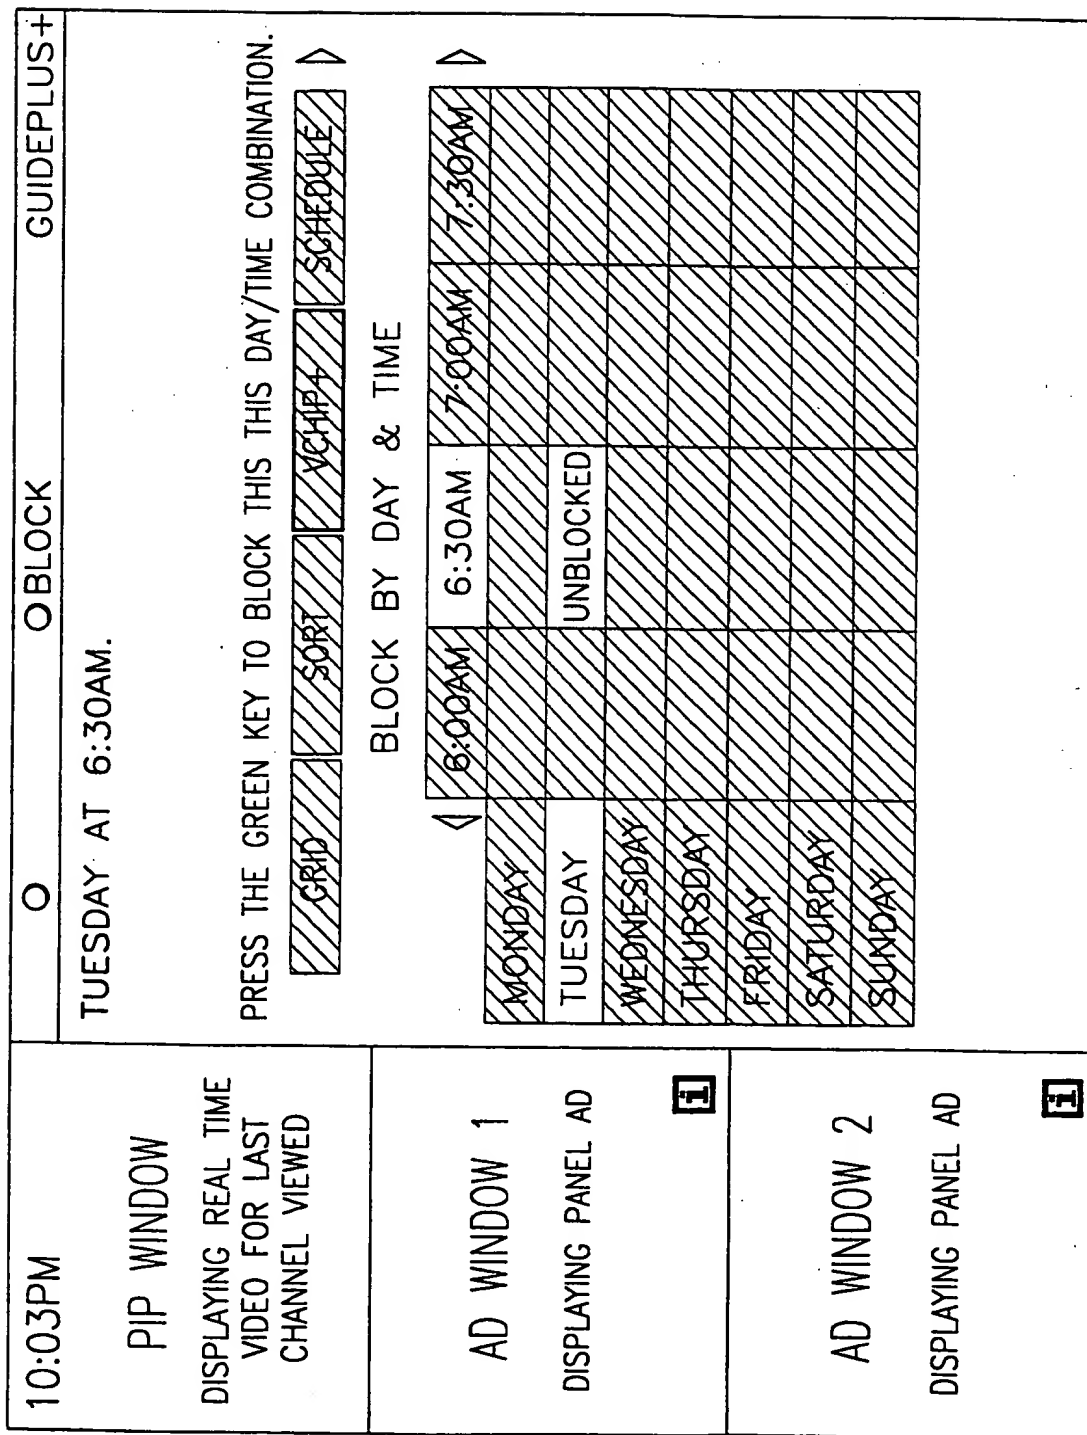 10:03PM
O
O BLOCK
GUIDEPLUS+
PIP WINDOW
DISPLAYING REAL TIME
VIDEO FOR LAST
CHANNEL VIEWED
AD WINDOW 1
DISPLAYING PANEL AD
i
AD WINDOW 2
DISPLAYING PANEL AD
i
TUESDAY AT 6:30AM.
PRESS THE GREEN KEY TO BLOCK THIS THIS DAY/TIME COMBINATION.
GRID SORT VCHIP+ SCHEDULE
BLOCK BY DAY & TIME
6:00AM 6:30AM 7:00AM 7:30AM
MONDAY
TUESDAY UNBLOCKED
WEDNESDAY
THURSDAY
FRIDAY
SATURDAY
SUNDAY